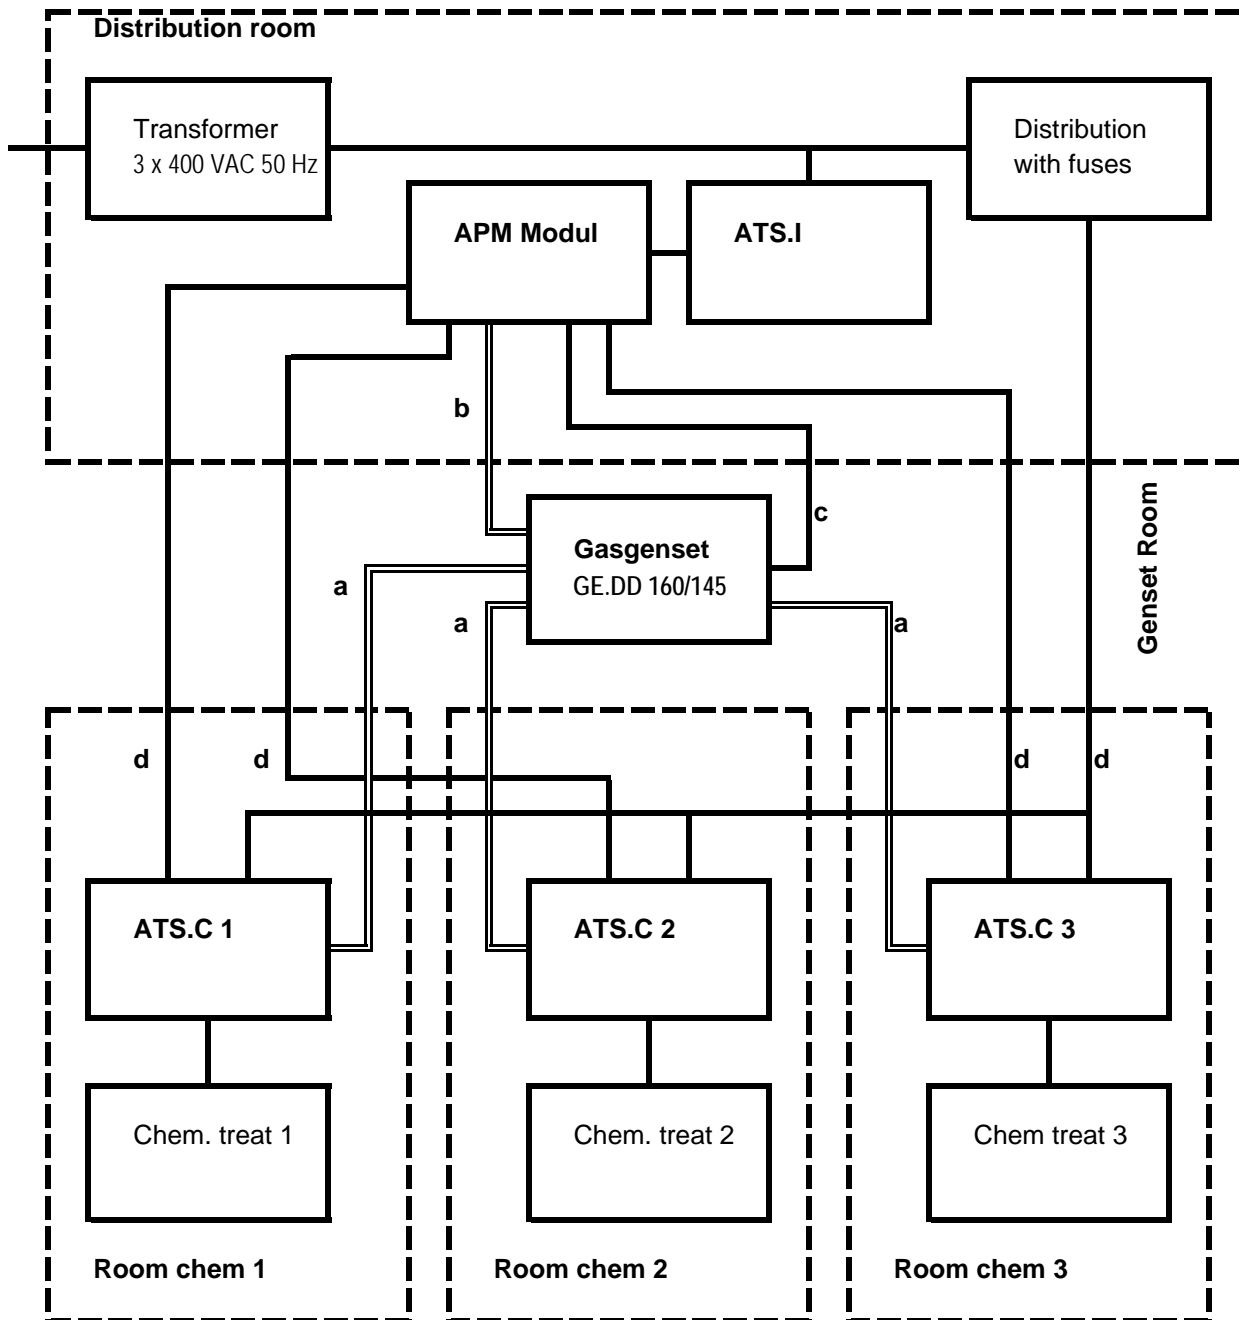 Distribution room
Transformer
3 x 400 VAC 50 Hz
Distribution
with fuses
APM Modul
ATS.I
b
c
Gasgenset
GE.DD 160/145
Genset Room
a
a
a
d
d
d
d
ATS.C 1
ATS.C 2
ATS.C 3
Chem. treat 1
Chem. treat 2
Chem treat 3
Room chem 1
Room chem 2
Room chem 3